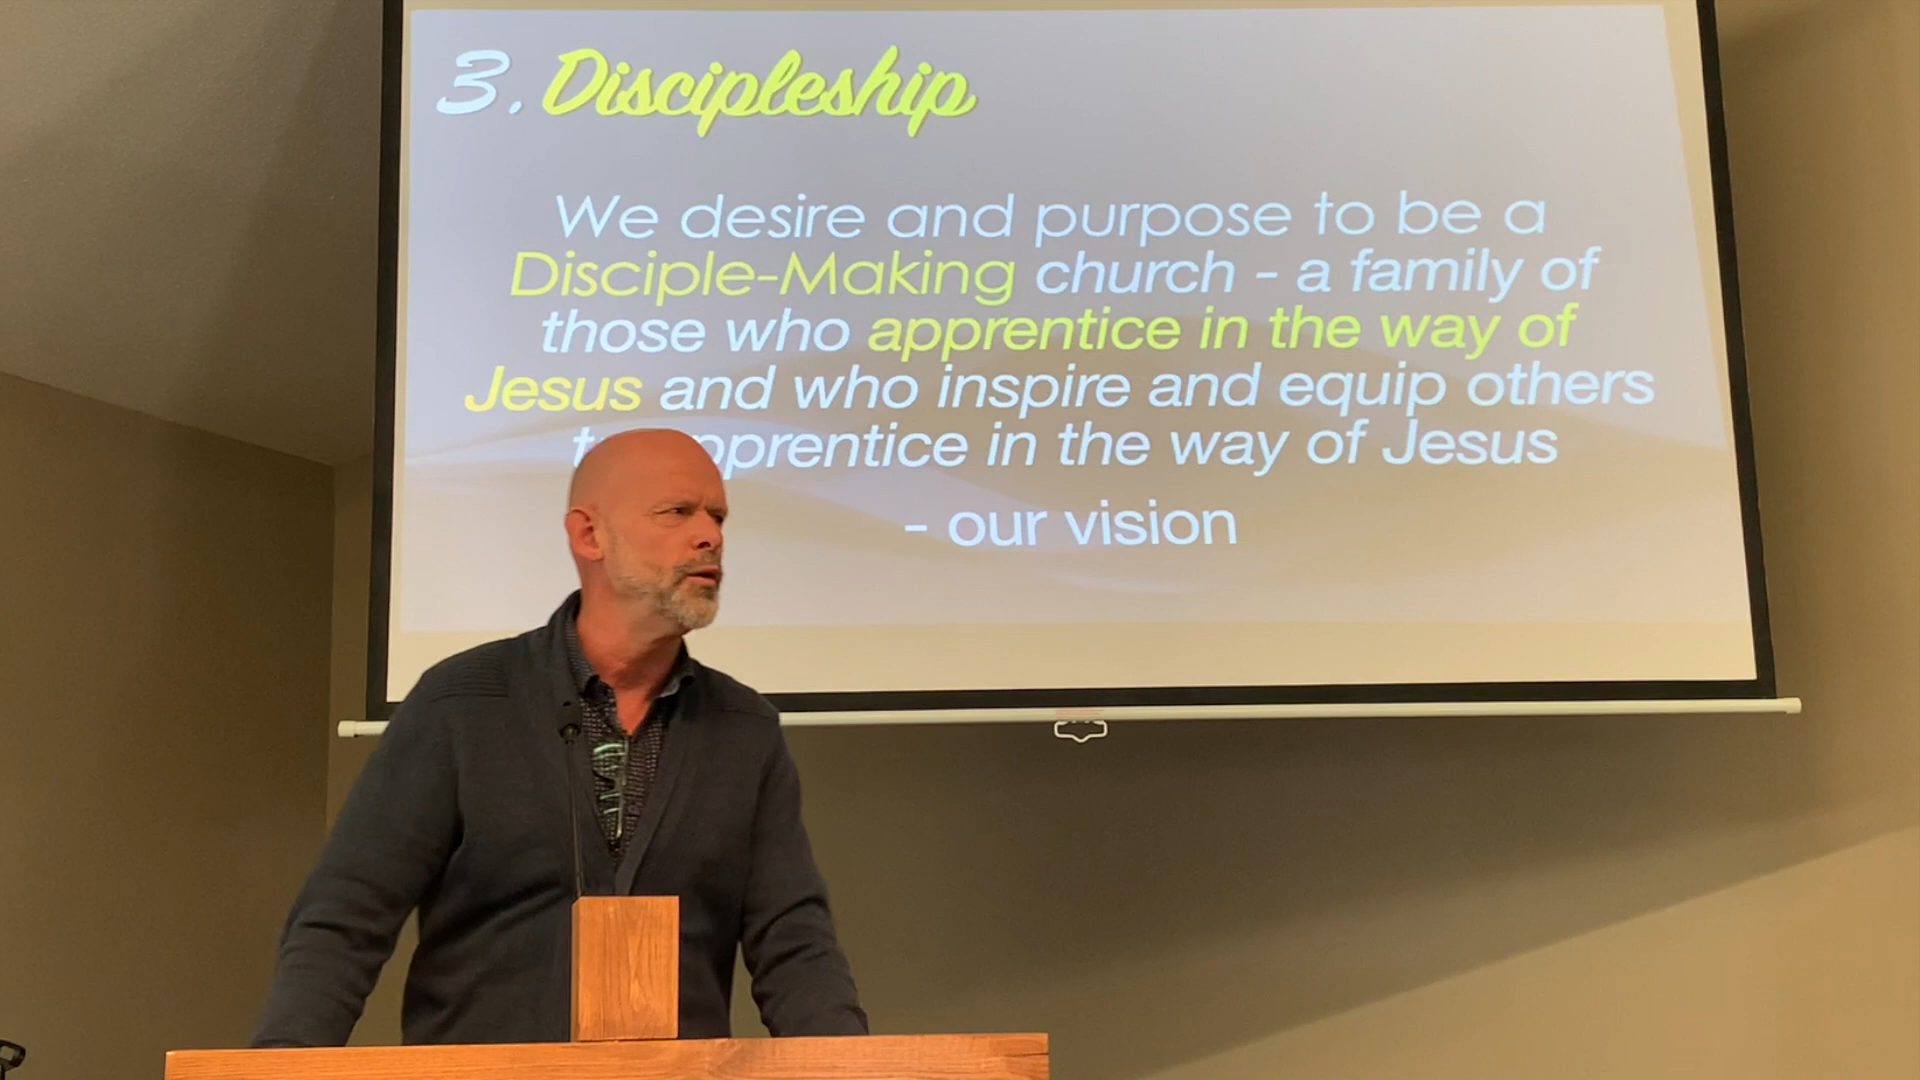 3. Discipleship
We desire and purpose to be a
Disciple-Making church - a family of
those who apprentice in the way of
Jesus and who inspire and equip others
apprentice in the way of Jesus
- our vision